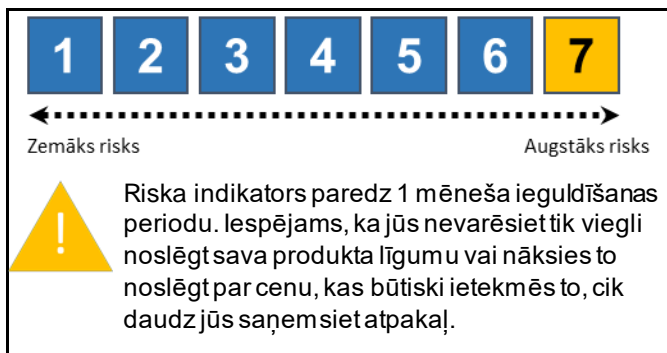 1 2 3 4 5 6 7
Zemāks risks Augstāks risks
!
Riska indikators paredz 1 mēneša ieguldīšanas
periodu. Iespējams, ka jūs nevarēsiet tik viegli
noslēgt sava produkta līgumu vai nāksies to
noslēgt par cenu, kas būtiski ietekmēs to, cik
daudz jūs saņemsiet atpakaļ.